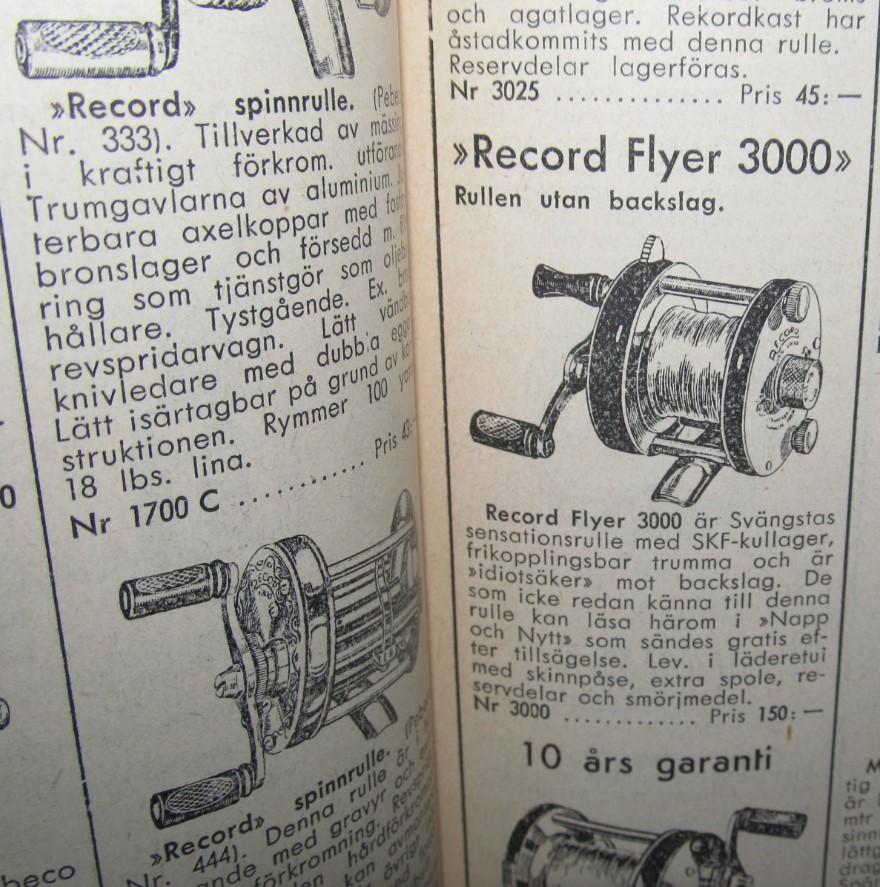 »Record» spinnrulle.
Nr. 333). Tillverkad av
i kraftigt förkrom.
Trumgavlarna av aluminium.
terbara axelkoppar med
bronslager och försedd m.
ring som tjänstgör som
hållare. Tystgående. Ex.
revspridarvagn. Lätt
knivledare med dubb.a
Lätt isärtagbar på grund av
struktionen. Rymmer 100
18 lbs. lina.
Nr 1700 C .............. Pris
»Record» spinnrulle.
Nr. 444). Denna rulle är
ande med gravyr och
förkromning.
beco
och agatlager. Rekordkast har
åstadkommits med denna rulle.
Reservdelar lagerföras.
Nr 3025 .............. Pris 45: —
»Record Flyer 3000»
Rullen utan backslag.
RECORD
Record Flyer 3000 är Svängstas
sensationsrulle med SKF-kullager,
frikopplingsbar trumma och är
»idiotsäker» mot backslag. De
som icke redan känna till denna
rulle kan läsa härom i »Napp
och Nytt» som sändes gratis ef-
ter tillsägelse. Lev. i läderetui
med skinnpåse, extra spole, re-
servdelar och smörjmedel.
Nr 3000 ............. Pris 150: —
10 års garanti